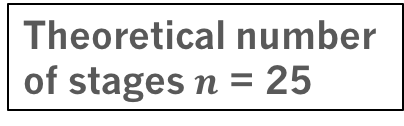 Theoretical number
of stages n = 25